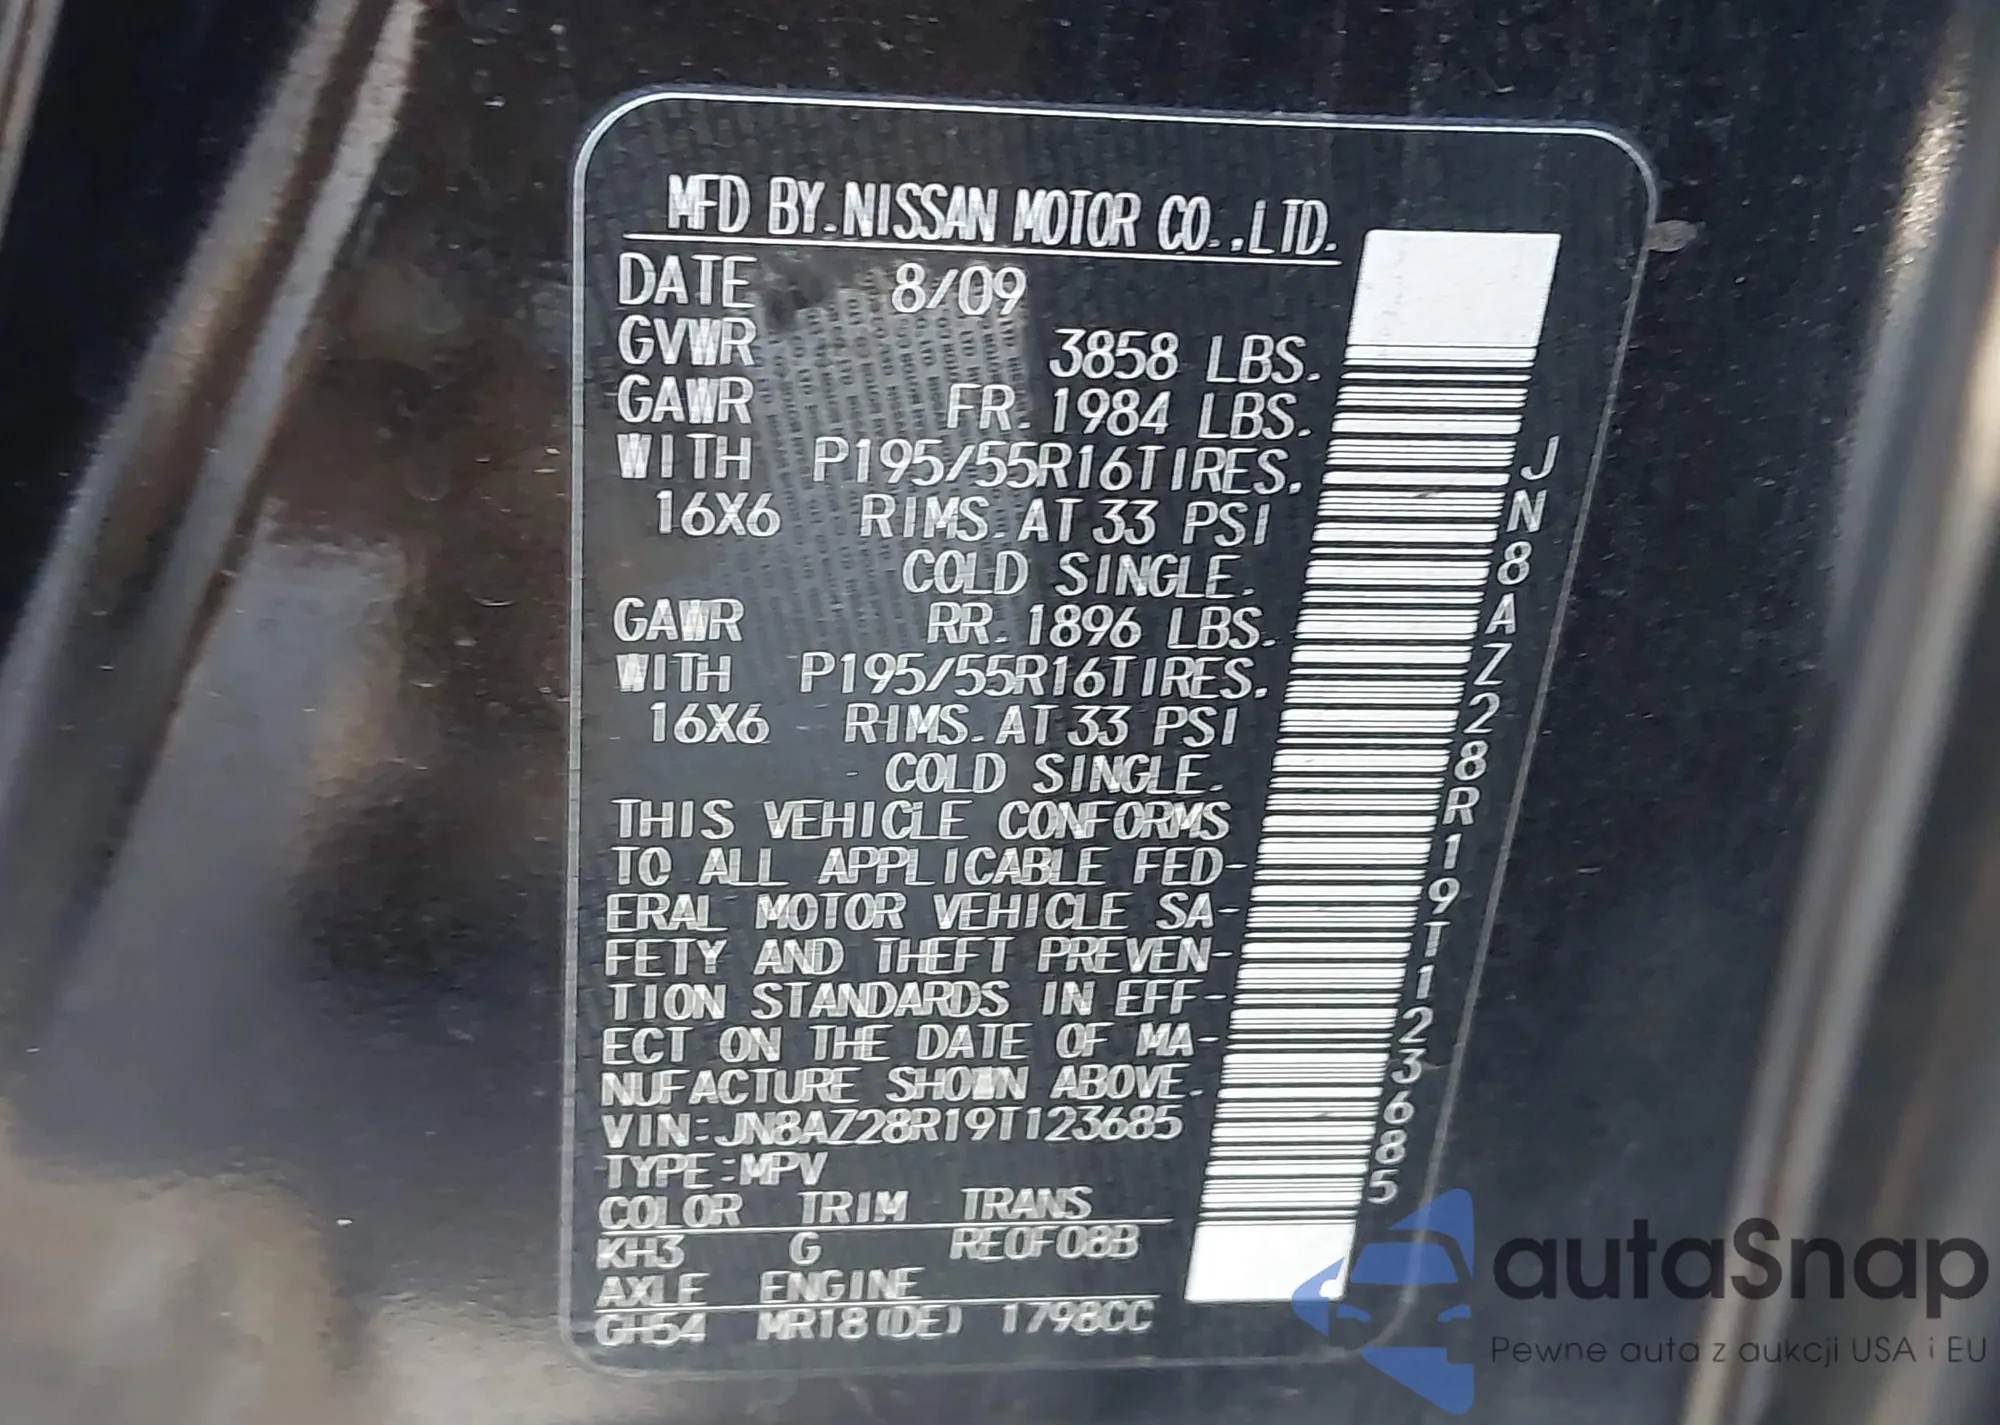 MFD BY.NISSAN MOTOR CO.,LTD.
DATE 8/09
GVWR 3858 LBS.
GAWR FR. 1984 LBS.
WITH P195/55R16TIRES.
16X6 RIMS.AT 33 PSI
COLD SINGLE.
GAWR RR. 1896 LBS.
WITH P195/55R16TIRES.
16X6 RIMS.AT 33 PSI
COLD SINGLE.
THIS VEHICLE CONFORMS
TO ALL APPLICABLE FED-
ERAL MOTOR VEHICLE SA-
FETY AND THEFT PREVEN-
TION STANDARDS IN EFF-
ECT ON THE DATE OF MA-
NUFACTURE SHOWN ABOVE.
VIN:JN8AZ28R19T123685
TYPE:MPV
COLOR TRIM TRANS
KH3 G RE0F08B
AXLE ENGINE
GH54 MR18(DE) 1798CC
JN8AZ28R19T123685
autoSnap
Pewne auta z aukcji USA i EU